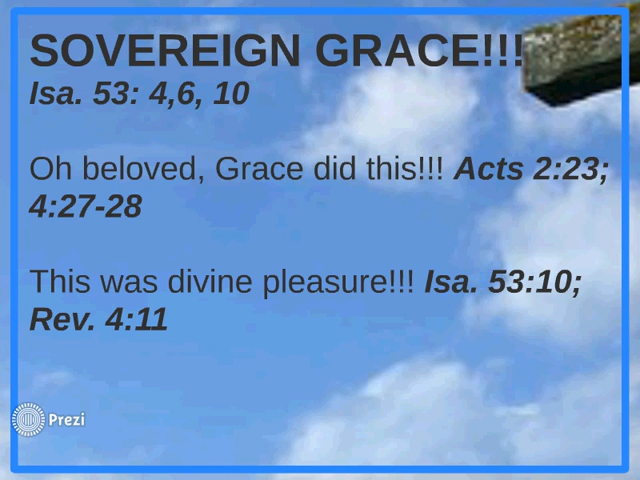 SOVEREIGN GRACE!!!
Isa. 53: 4,6, 10
Oh beloved, Grace did this!!! Acts 2:23;
4:27-28
This was divine pleasure!!! Isa. 53:10;
Rev. 4:11
Prezi